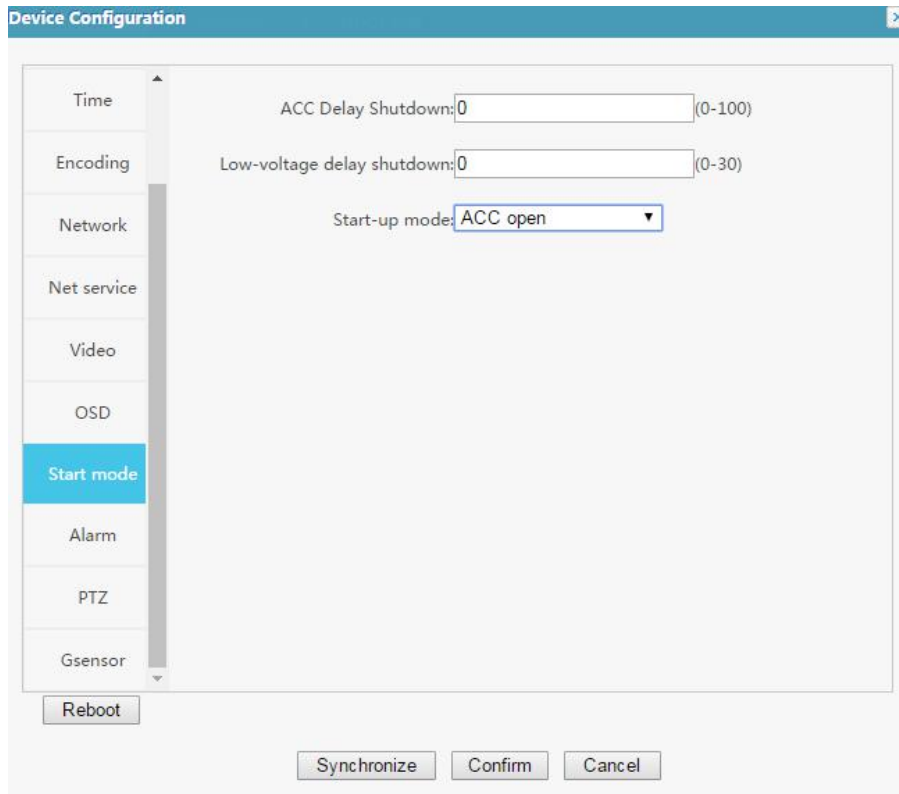 Device Configuration
Time
Encoding
Network
Net service
Video
OSD
Start mode
Alarm
PTZ
Gsensor
ACC Delay Shutdown:0(0-100)
Low-voltage delay shutdown:0(0-30)
Start-up mode:ACC open
Reboot
Synchronize Confirm Cancel